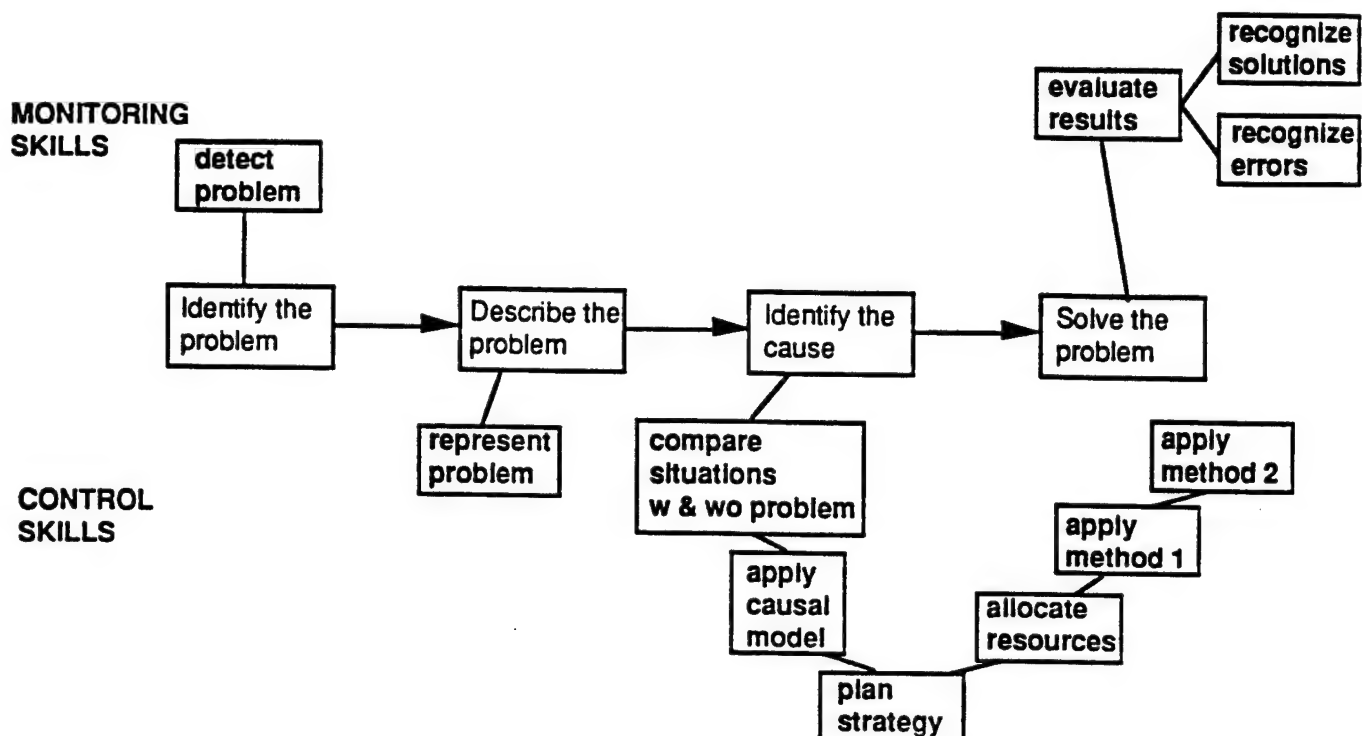 recognize
solutions
evaluate
results
MONITORING
SKILLS
recognize
errors
detect
problem
Identify the
problem
Describe the
problem
Identify the
cause
Solve the
problem
represent
problem
compare
situations
w & wo problem
apply
method 2
CONTROL
SKILLS
apply
method 1
apply
causal
model
allocate
resources
plan
strategy